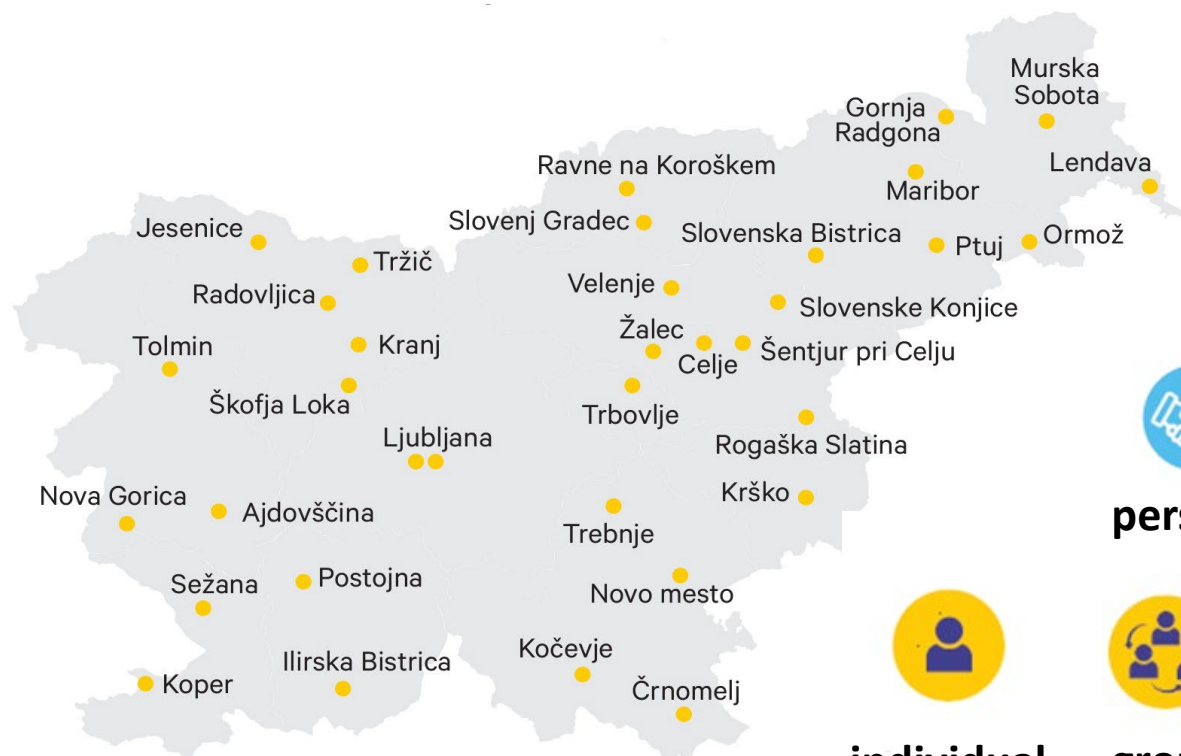 Murska
Sobota
Gornja
Radgona
Ravne na Koroškem
Lendava
Maribor
Jesenice
Slovenj Gradec
Slovenska Bistrica
Ptuj
Ormož
Tržič
Velenje
Radovljica
Slovenske Konjice
Žalec
Tolmin
Kranj
Celje
Šentjur pri Celju
Škofja Loka
Trbovlje
Ljubljana
Rogaška Slatina
Nova Gorica
Krško
Ajdovščina
pers
Trebnje
Sežana
Postojna
Novo mesto
Kočevje
Ilirska Bistrica
Koper
Črnomelj
individual